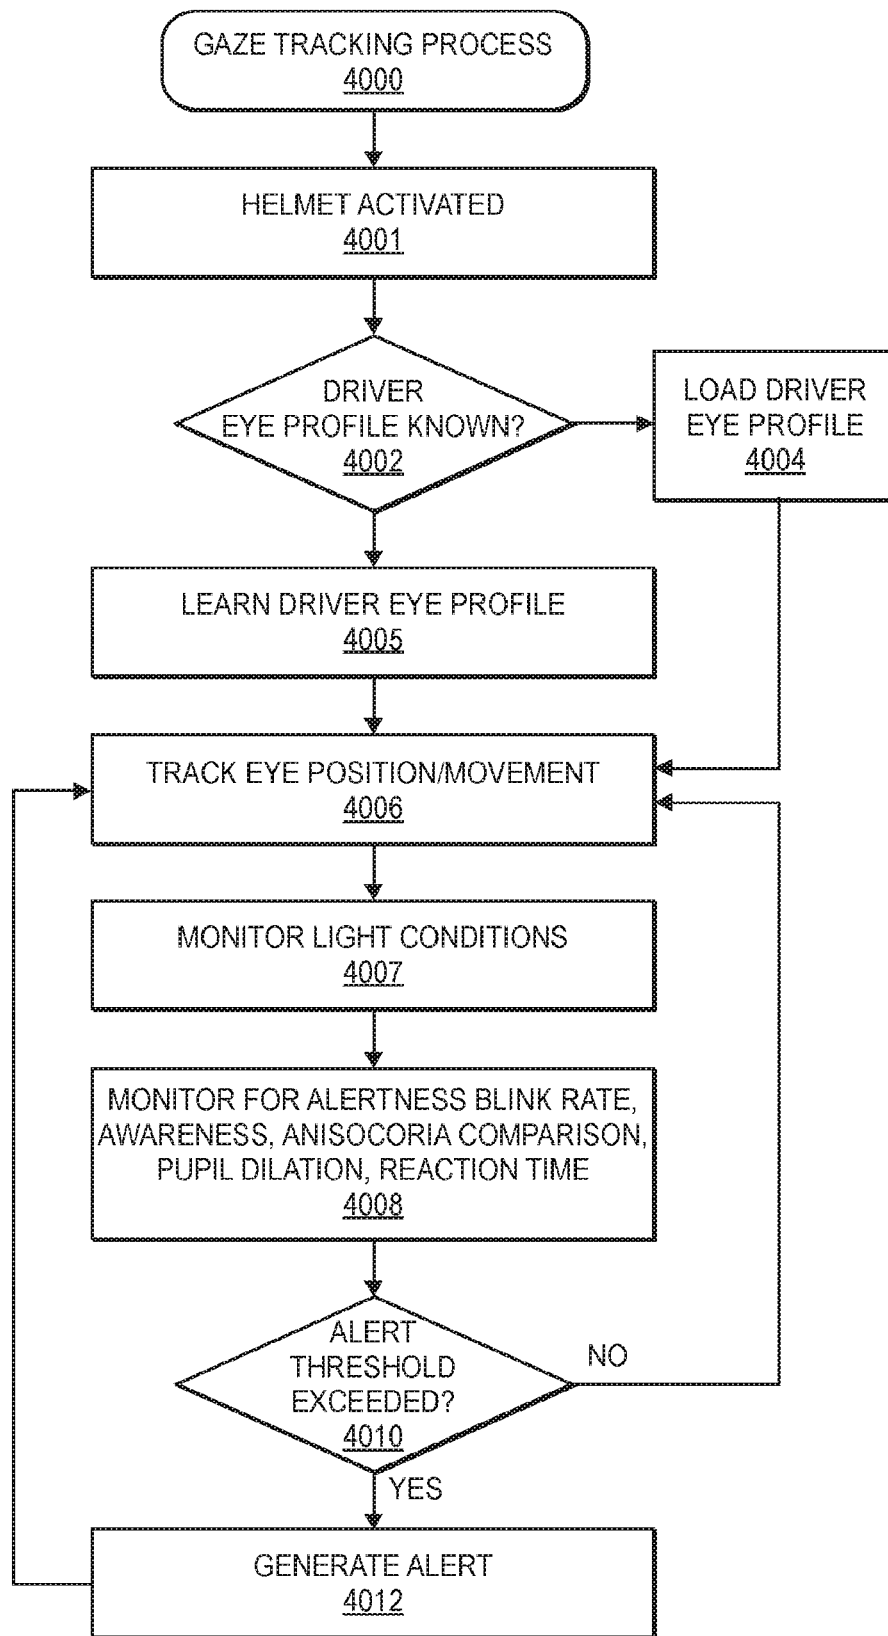 GAZE TRACKING PROCESS
4000
HELMET ACTIVATED
4001
DRIVER
EYE PROFILE KNOWN?
4002
LOAD DRIVER
EYE PROFILE
4004
LEARN DRIVER EYE PROFILE
4005
TRACK EYE POSITION/MOVEMENT
4006
MONITOR LIGHT CONDITIONS
4007
MONITOR FOR ALERTNESS BLINK RATE,
AWARENESS, ANISOCORIA COMPARISON,
PUPIL DILATION, REACTION TIME
4008
ALERT
THRESHOLD
EXCEEDED?
4010
NO
YES
GENERATE ALERT
4012